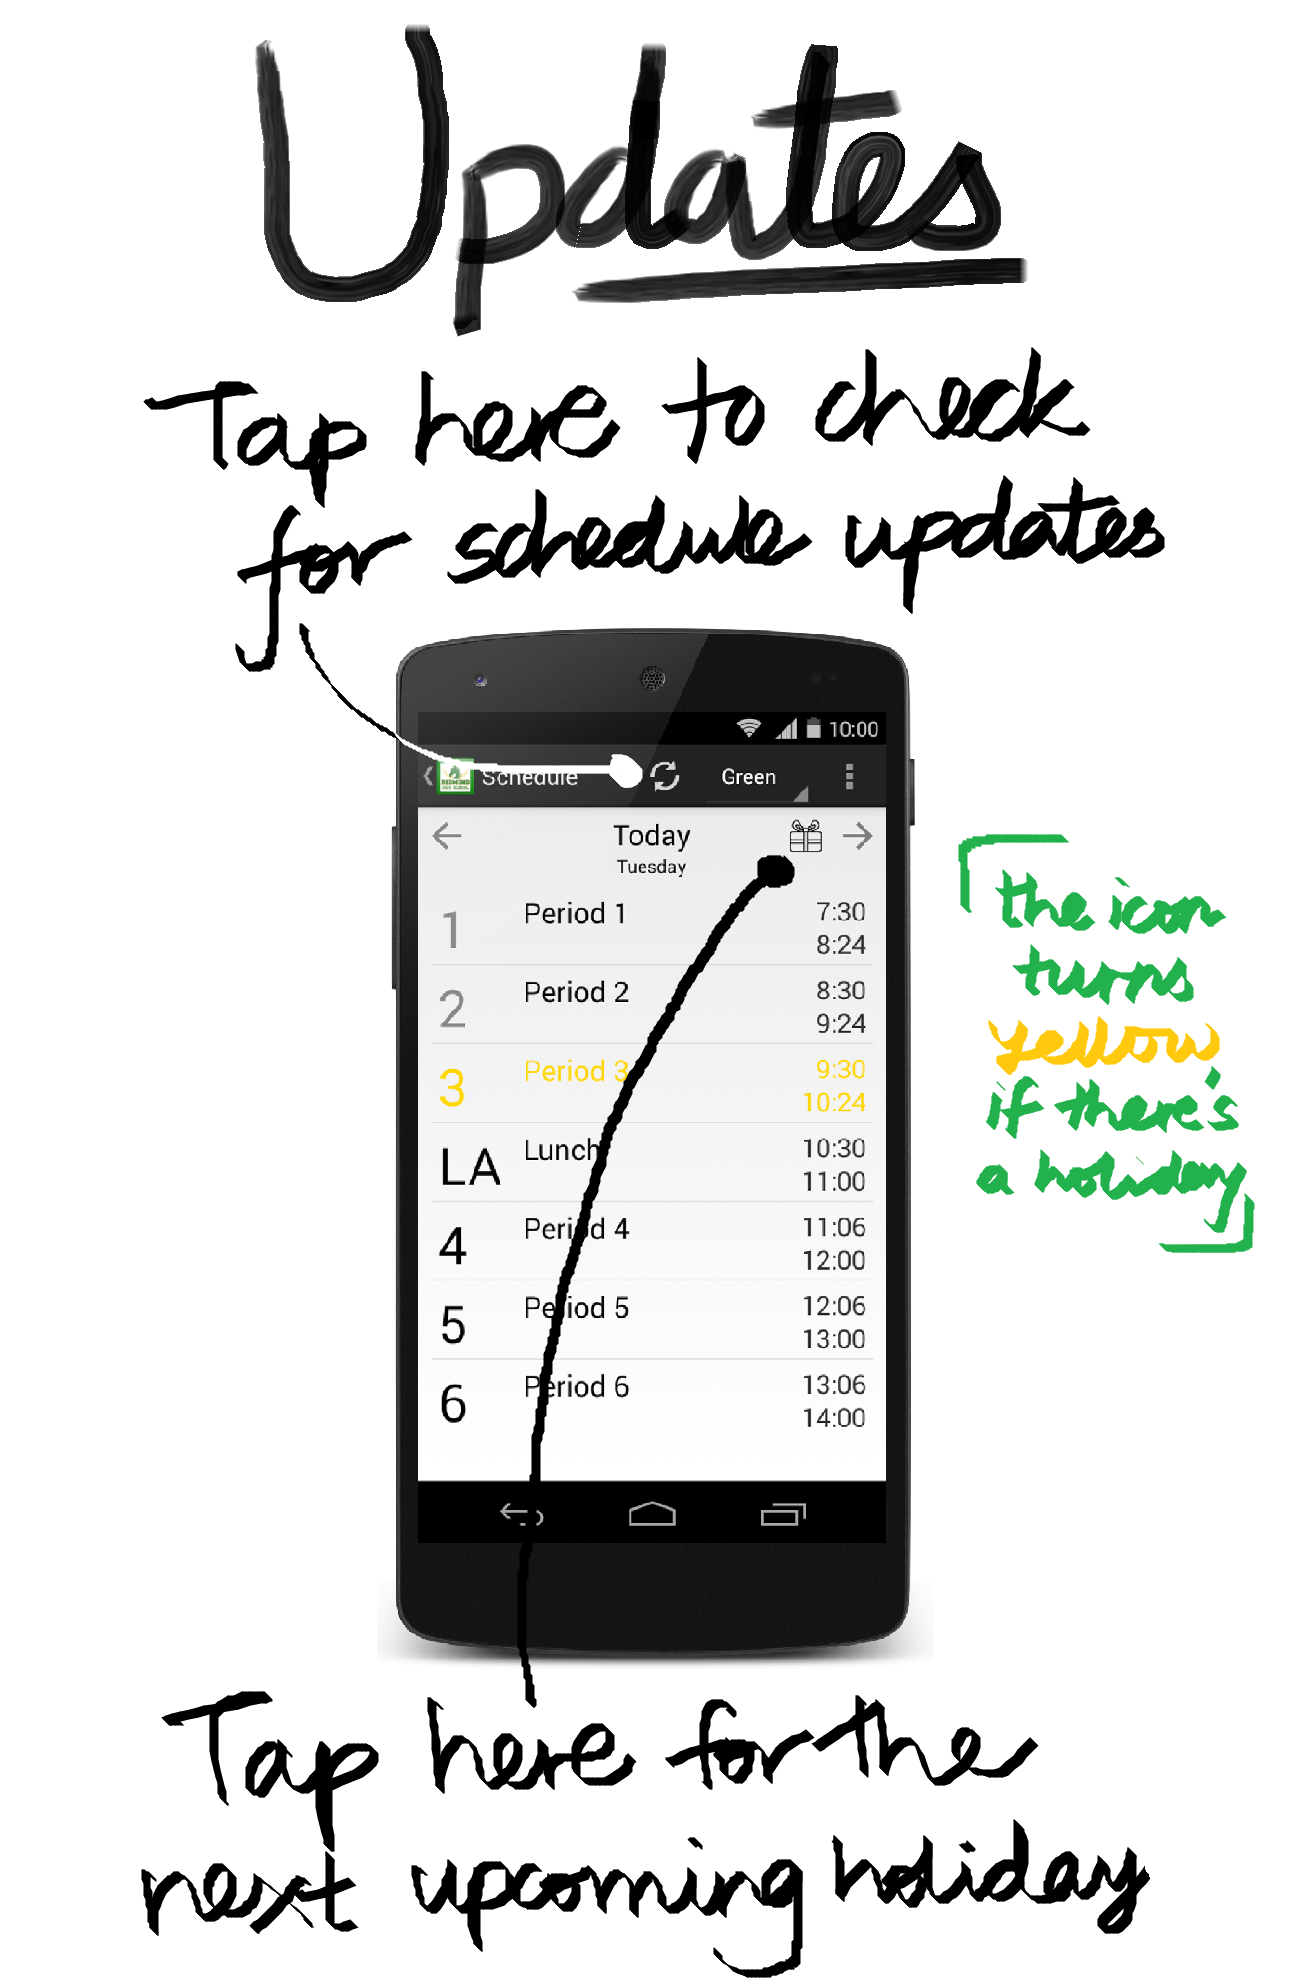 Updates
Tap here to check
for schedule updates
10:00
Schedule Green
Today
Tuesday
1 Period 1 7:30
8:24
2 Period 2 8:30
9:24
3 Period 3 9:30
10:24
LA Lunch 10:30
11:00
4 Period 4 11:06
12:00
5 Period 5 12:06
13:00
6 Period 6 13:06
14:00
the icon
turns
yellow
if there's
a holiday
Tap here for the
next upcoming holiday